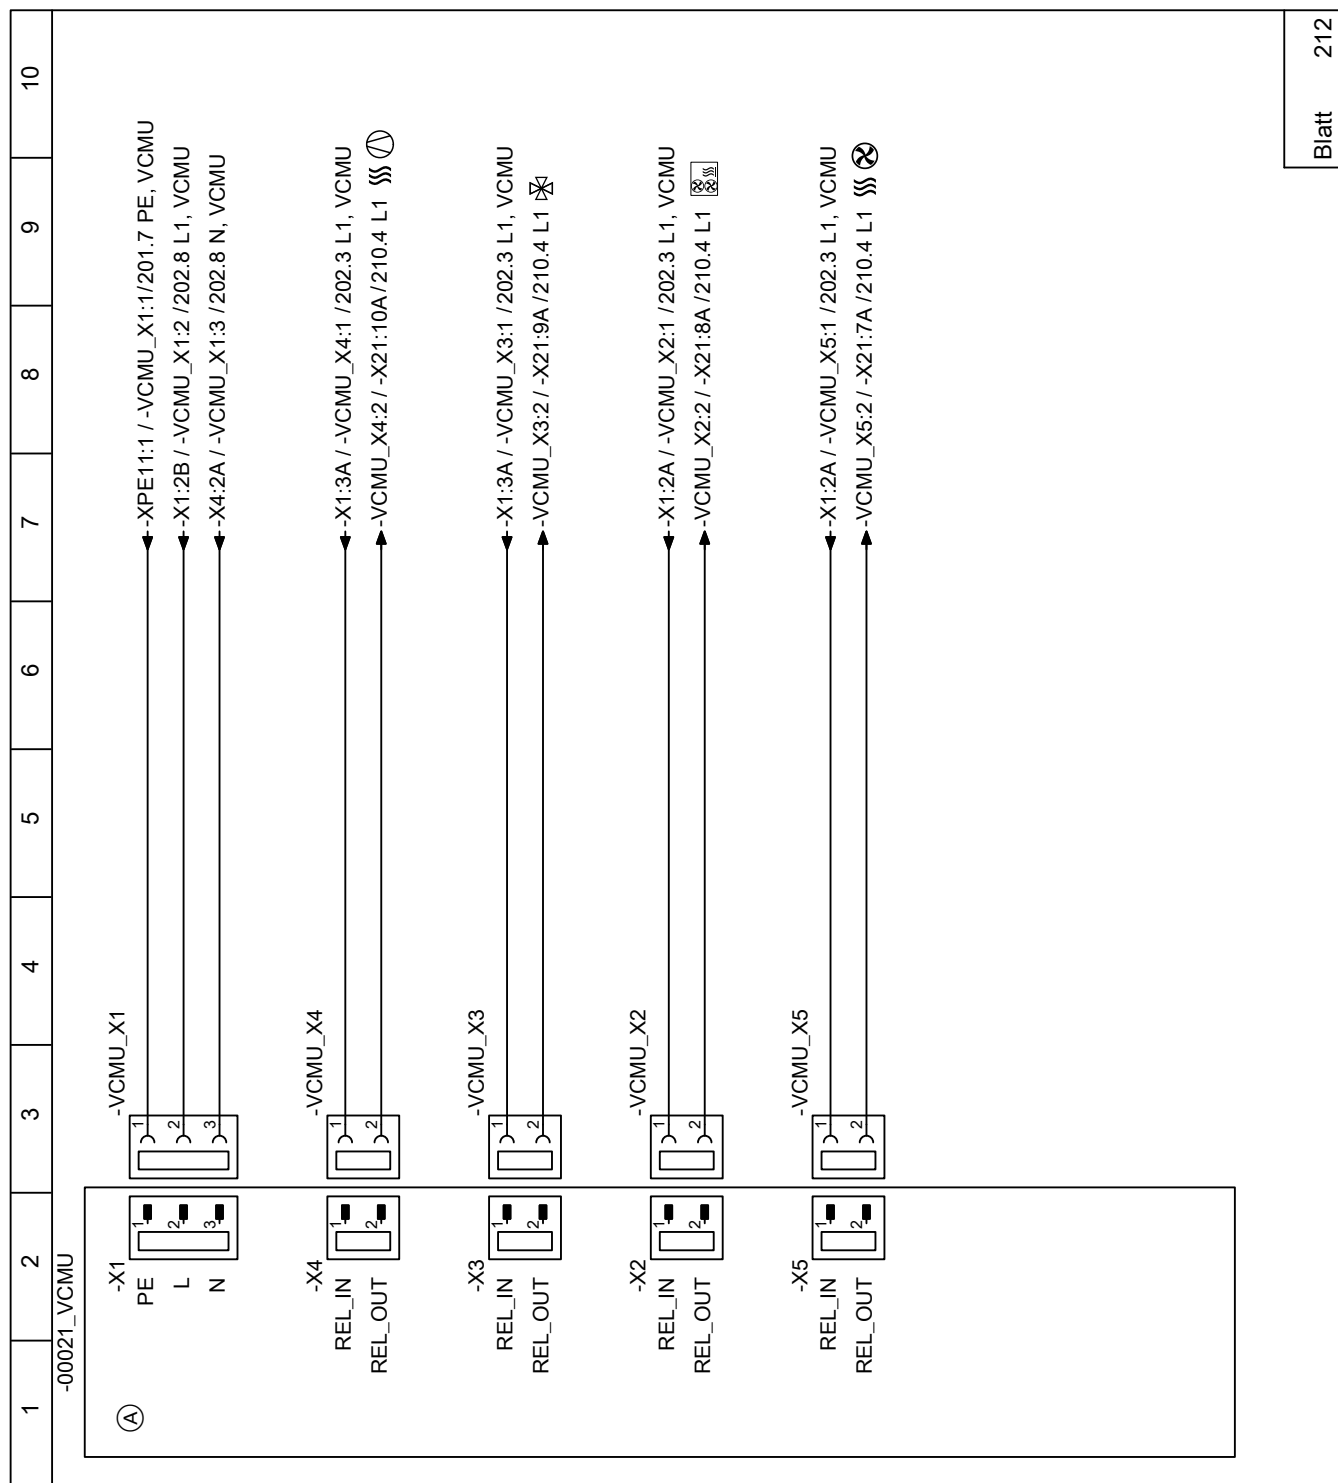 1 2 3 4 5 6 7 8 9 10
-00021_VCMU
A
-X1
PE
L
N
1
2
3
-VCMU_X1
1
2
3
-XPE11:1 / -VCMU_X1:1/201.7 PE, VCMU
-X1:2B / -VCMU_X1:2 /202.8 L1, VCMU
-X4:2A / -VCMU_X1:3 /202.8 N, VCMU
-X4
REL_IN
REL_OUT
1
2
-VCMU_X4
1
2
-X1:3A / -VCMU_X4:1 /202.3 L1, VCMU
-VCMU_X4:2 / -X21:10A /210.4 L1
-X3
REL_IN
REL_OUT
1
2
-VCMU_X3
1
2
-X1:3A / -VCMU_X3:1 /202.3 L1, VCMU
-VCMU_X3:2 / -X21:9A /210.4 L1
-X2
REL_IN
REL_OUT
1
2
-VCMU_X2
1
2
-X1:2A / -VCMU_X2:1 /202.3 L1, VCMU
-VCMU_X2:2 / -X21:8A /210.4 L1
-X5
REL_IN
REL_OUT
1
2
-VCMU_X5
1
2
-X1:2A / -VCMU_X5:1 /202.3 L1, VCMU
-VCMU_X5:2 / -X21:7A /210.4 L1
Blatt 212